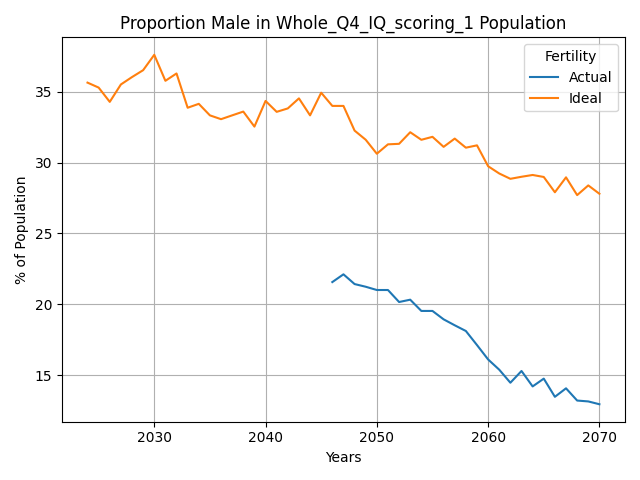 Proportion Male in Whole_Q4_IQ_scoring_1 Population
Fertility
Actual
Ideal
% of Population
35
30
25
20
15
2030 2040 2050 2060 2070
Years